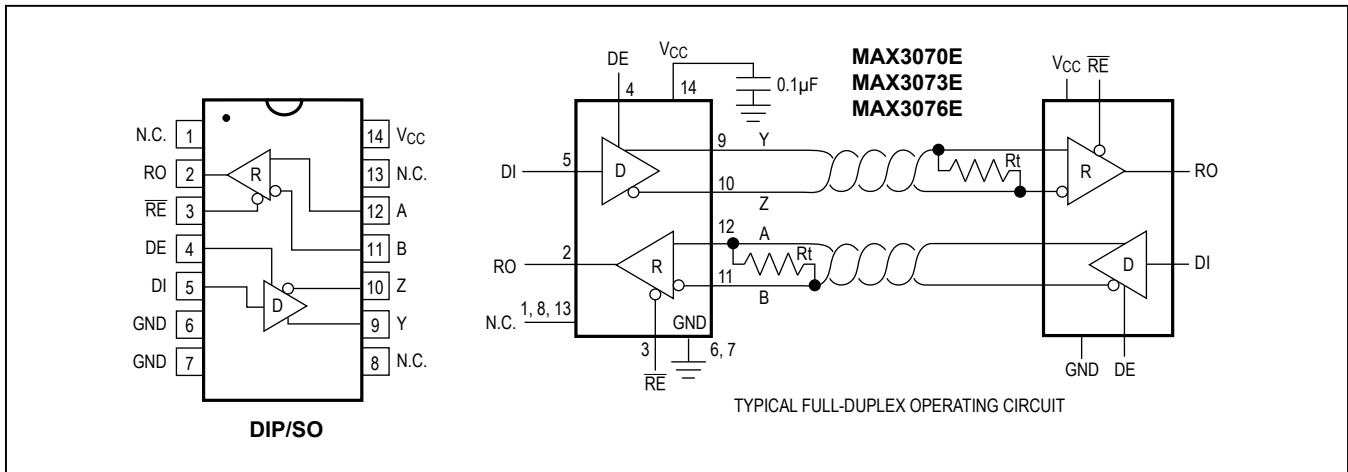 N.C. 1
RO 2
RE 3
DE 4
DI 5
GND 6
GND 7
14 VCC
13 N.C.
12 A
11 B
10 Z
9 Y
8 N.C.
R
D
DIP/SO
DE
4
VCC
14
0.1µF
MAX3070E
MAX3073E
MAX3076E
VCC RE
DI 5 D
9 Y
10
Z
Rt
R RO
12 A
RO 2 R
Rt
11
B
D DI
1, 8, 13
N.C.
GND
3
RE
6, 7
GND DE
TYPICAL FULL-DUPLEX OPERATING CIRCUIT